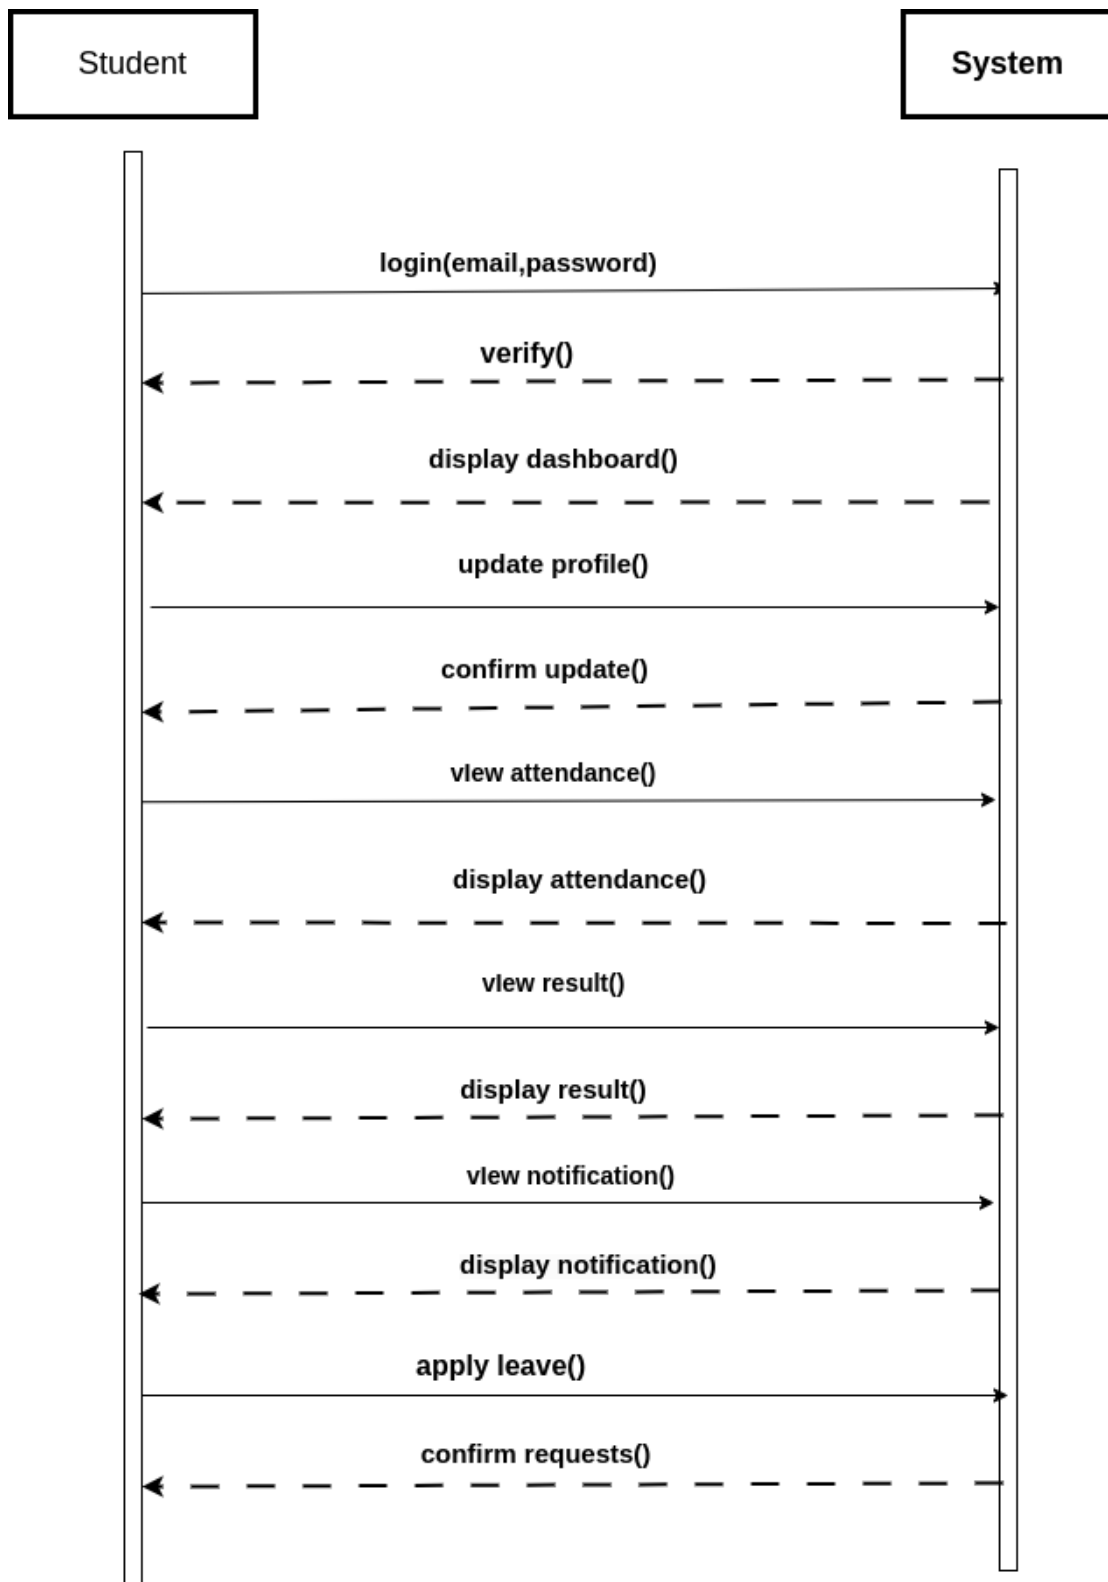 Student
System
login(email,password)
verify()
display dashboard()
update profile()
confirm update()
view attendance()
display attendance()
view result()
display result()
view notification()
display notification()
apply leave()
confirm requests()